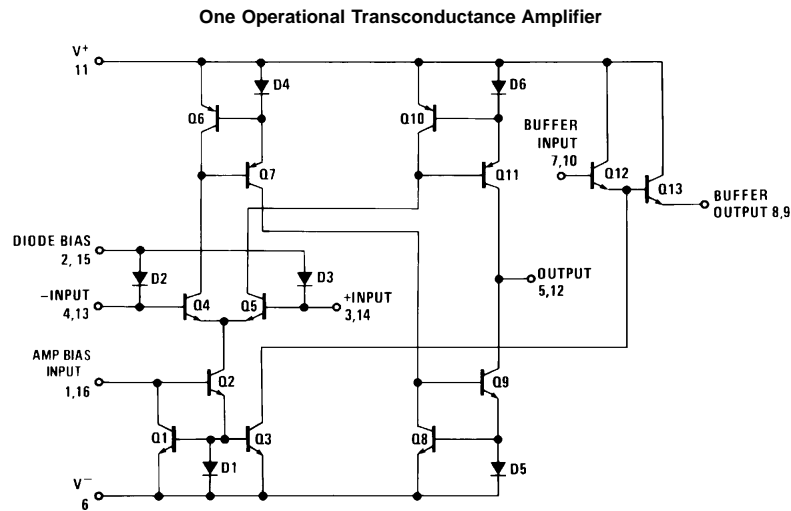 One Operational Transconductance Amplifier
V+
11
D4
D6
Q6
Q10
BUFFER
INPUT
7,10
Q12
Q7
Q11
Q13
BUFFER
OUTPUT 8,9
DIODE BIAS
2, 15
D2
D3
OUTPUT
5,12
–INPUT
4,13
Q4
Q5
+INPUT
3,14
AMP BIAS
INPUT
1,16
Q2
Q9
Q1
Q3
Q8
D1
D5
V–
6